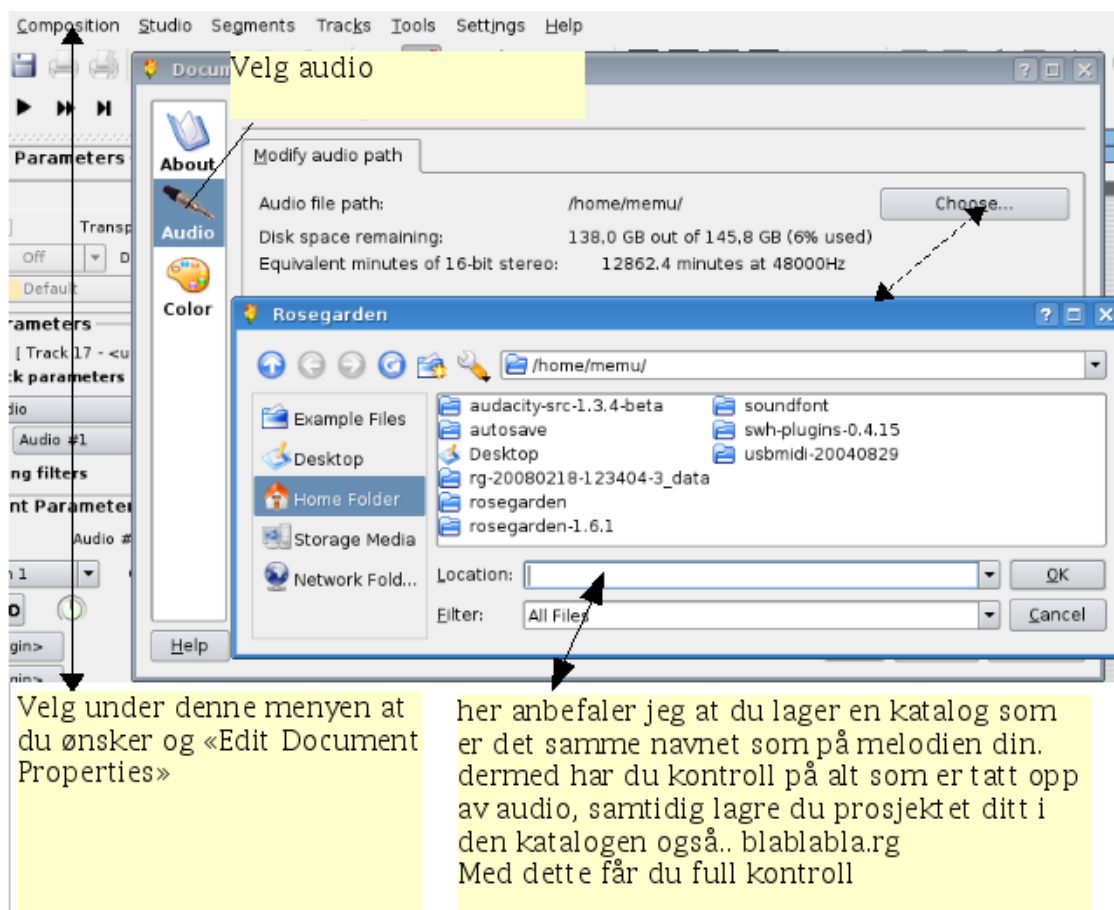 Composition Studio Segments Tracks Tools Settings Help
Velg audio
Parameters
About
Modify audio path
Audio file path: /home/memu/ Choose...
Audio
Disk space remaining: 138,0 GB out of 145,8 GB (6% used)
Off
Equivalent minutes of 16-bit stereo: 12862.4 minutes at 48000Hz
Default
Color
Rosegarden
[ Track 17 - <u
/home/memu/
Example Files
Desktop
Home Folder
Storage Media
Network Fold...
audacity-src-1.3.4-beta
autosave
Desktop
rg-20080218-123404-3_data
rosegarden
rosegarden-1.6.1
soundfont
swh-plugins-0.4.15
usbmidi-20040829
Audio #1
filters
Audio #
Location: OK
Filter: All Files Cancel
Help
Velg under denne menyen at
du ønsker og «Edit Document
Properties»
her anbefaler jeg at du lager en katalog som
er det samme navnet som på melodien din.
dermed har du kontroll på alt som er tatt opp
av audio, samtidig lagre du prosjektet ditt i
den katalogen også.. blablabla.rg
Med dette får du full kontroll